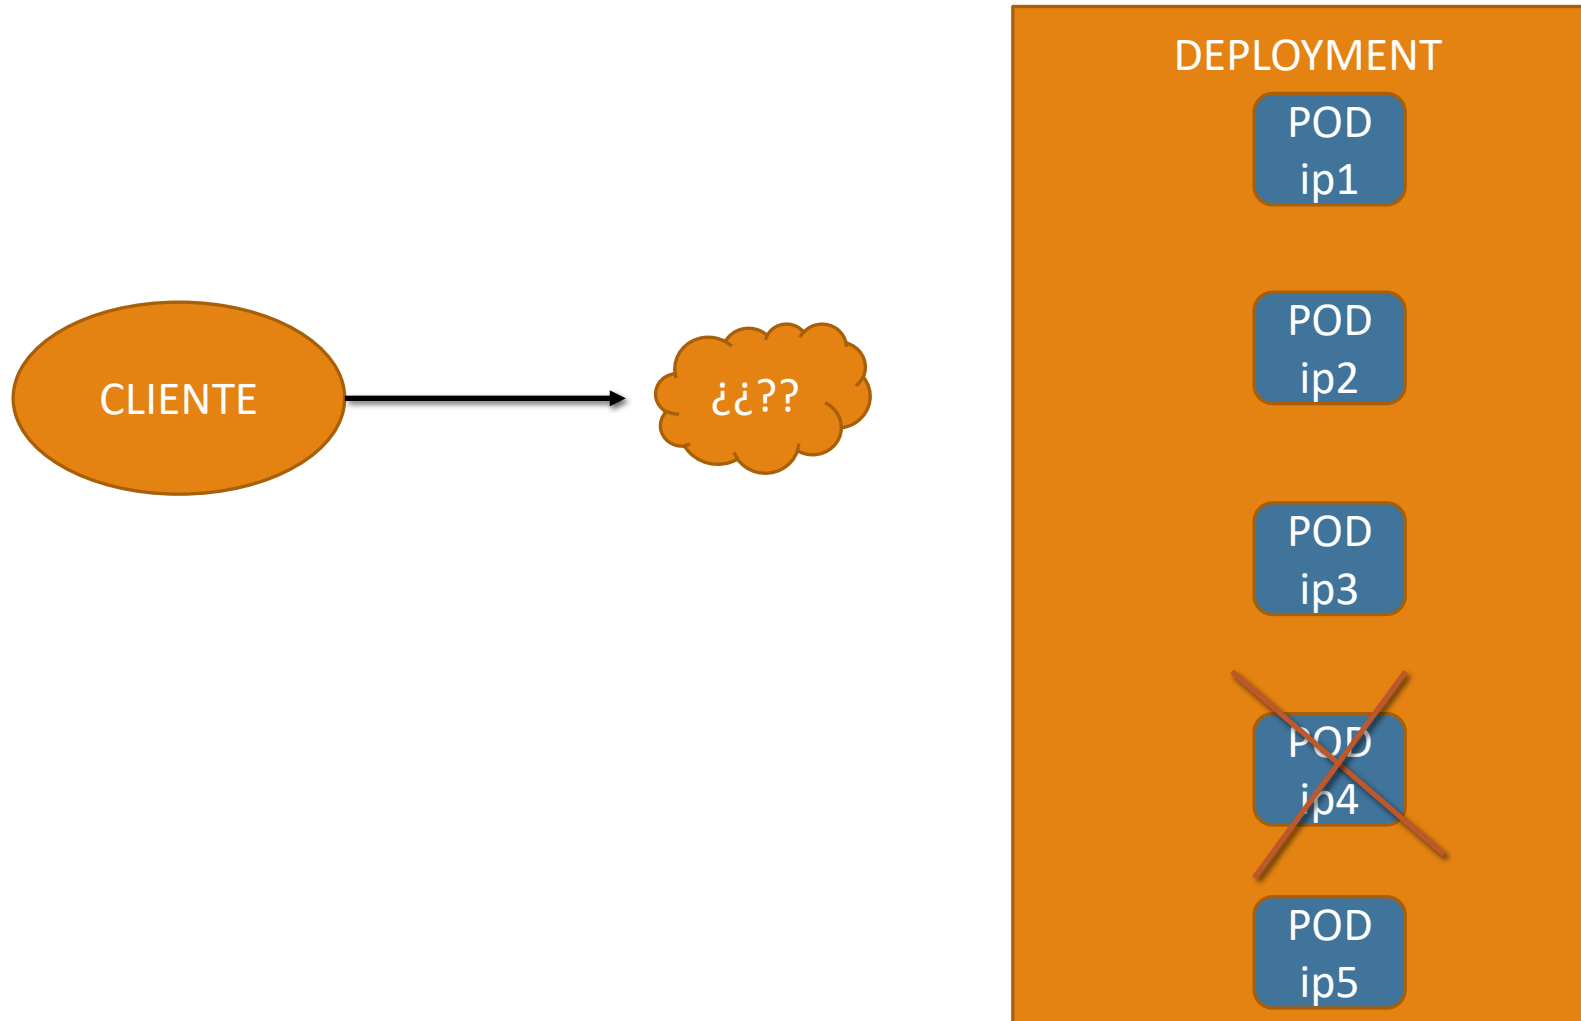 DEPLOYMENT
POD
ip1
POD
ip2
CLIENTE
¿¿??
POD
ip3
POD
ip4
POD
ip5